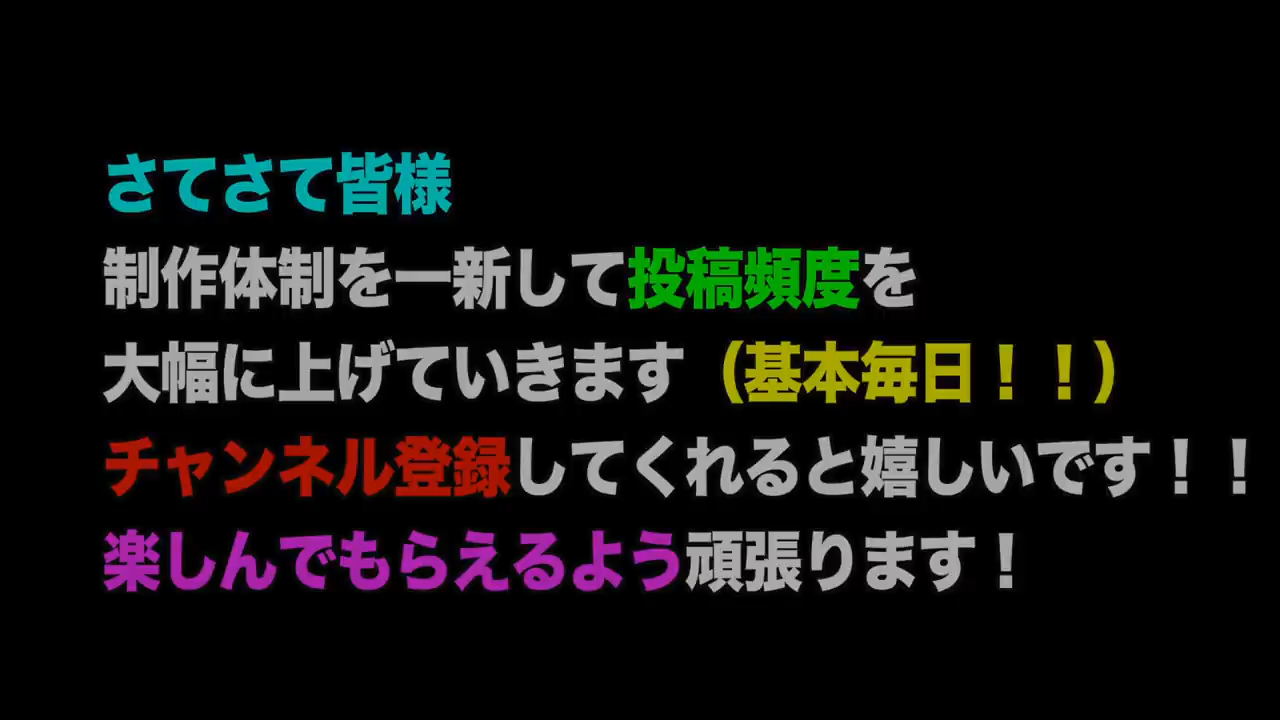 さてさて皆様
制作体制を一新して投稿頻度を
大幅に上げていきます（基本毎日！！）
チャンネル登録してくれると嬉しいです！！
楽しんでもらえるよう頑張ります！